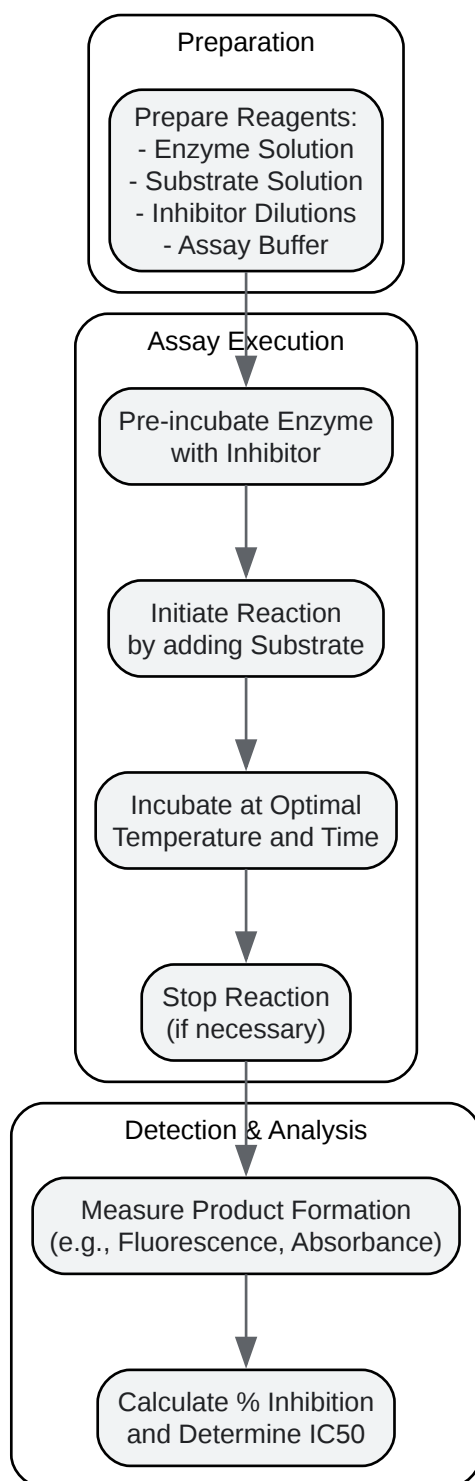 Preparation
Prepare Reagents:
- Enzyme Solution
- Substrate Solution
- Inhibitor Dilutions
- Assay Buffer
Assay Execution
Pre-incubate Enzyme
with Inhibitor
Initiate Reaction
by adding Substrate
Incubate at Optimal
Temperature and Time
Stop Reaction
(if necessary)
Detection & Analysis
Measure Product Formation
(e.g., Fluorescence, Absorbance)
Calculate % Inhibition
and Determine IC50